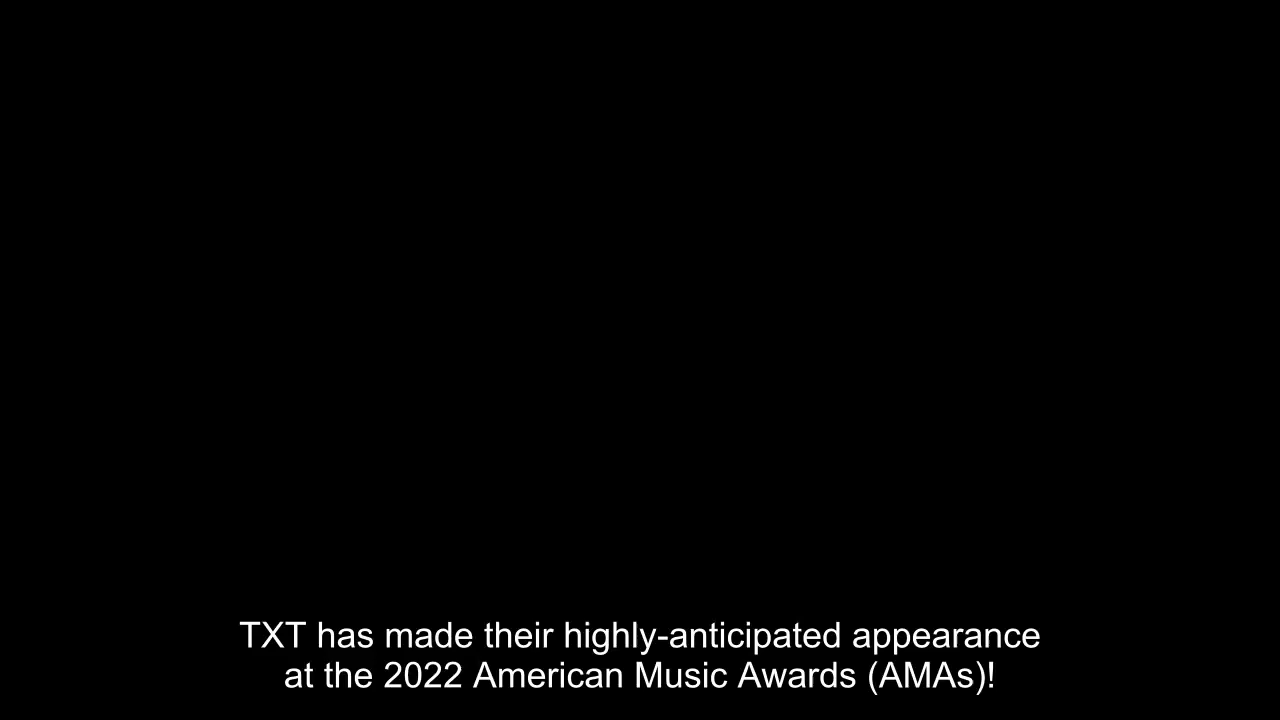 TXT has made their highly-anticipated appearance
at the 2022 American Music Awards (AMAs)!